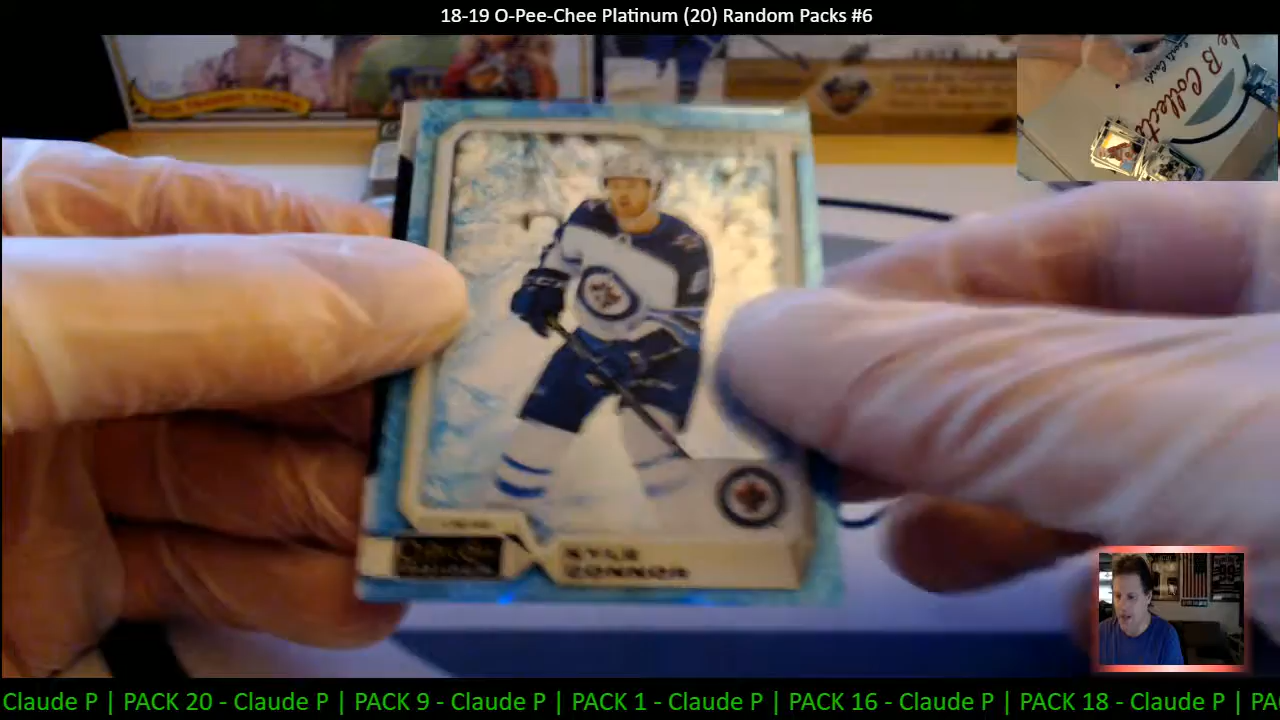 18-19 O-Pee-Chee Platinum (20) Random Packs #6
B Collect
KYLE
CONNOR
Claude P | PACK 20 - Claude P | PACK 9 - Claude P | PACK 1 - Claude P | PACK 16 - Claude P | PACK 18 - Claude P | PA